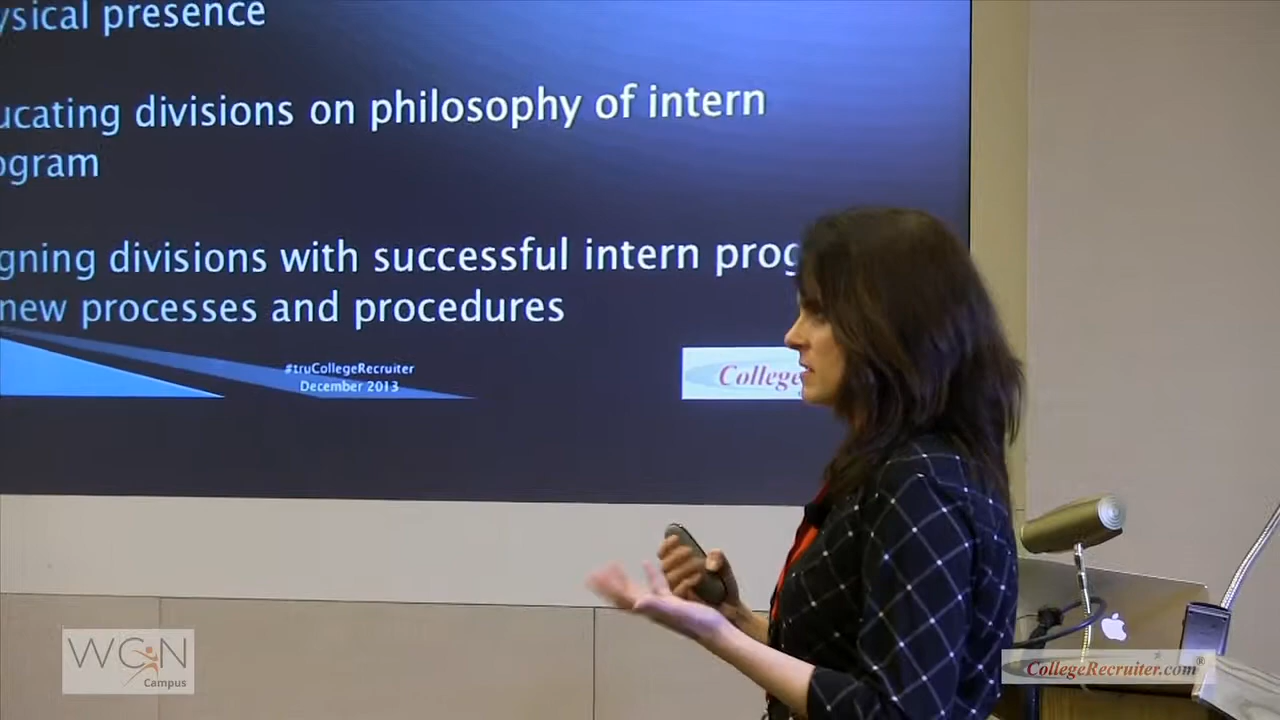 physical presence
ucating divisions on philosophy of intern
ogram
gning divisions with successful intern prog
new processes and procedures
#truCollegeRecruiter
December 2013
College
WCN
Campus
CollegeRecruiter.com®